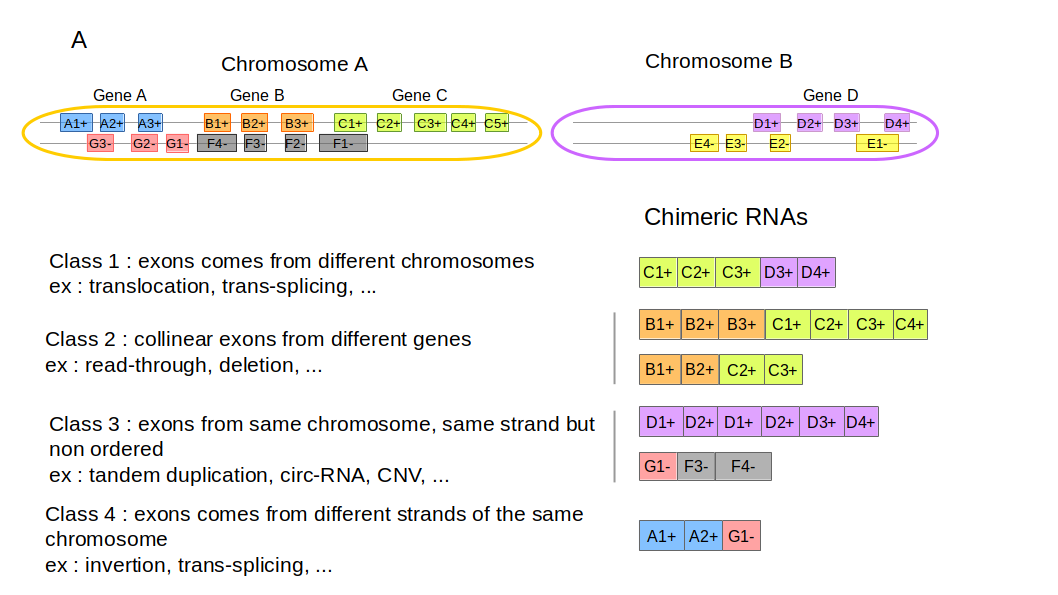 A
Chromosome A
Chromosome B
Gene A Gene B Gene C
Gene D
A1+ A2+ A3+ B1+ B2+ B3+ C1+ C2+ C3+ C4+ C5+
D1+ D2+ D3+ D4+
G3- G2- G1- F4- F3- F2- F1-
E4- E3- E2- E1-
Chimeric RNAs
Class 1 : exons comes from different chromosomes
ex : translocation, trans-splicing, ...
C1+ C2+ C3+ D3+ D4+
Class 2 : collinear exons from different genes
ex : read-through, deletion, ...
B1+ B2+ B3+ C1+ C2+ C3+ C4+
B1+ B2+ C2+ C3+
Class 3 : exons from same chromosome, same strand but
non ordered
ex : tandem duplication, circ-RNA, CNV, ...
D1+ D2+ D1+ D2+ D3+ D4+
G1- F3- F4-
Class 4 : exons comes from different strands of the same
chromosome
ex : invertion, trans-splicing, ...
A1+ A2+ G1-